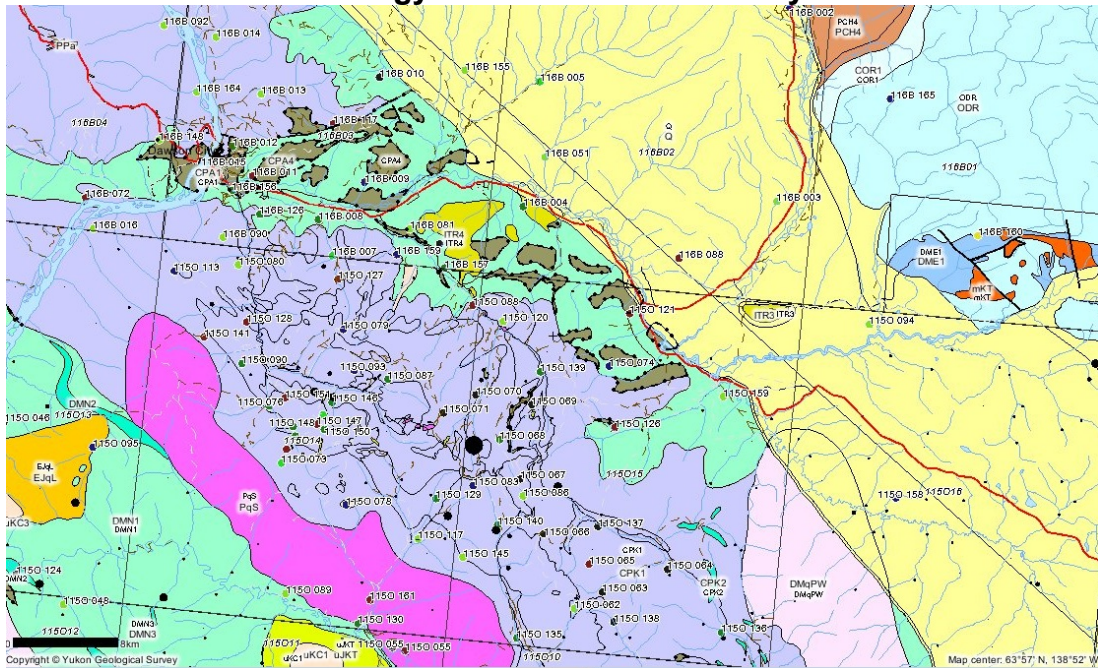 116B 092
116B 014
116B 002
PCH4
PCH4
PPa
116B 155
116B 010
116B 005
COR1
COR1
116B 164
116B 013
116B 165
ODR
ODR
116B04
116B 117
116B03
Q
Q
116B02
116B01
116B 148
116B 012
CPA4
CPA4
116B 051
116B 015
116B 011
CPA1
CPA1
116B 156
116B 009
116B 072
116B 003
116B 126
116B 008
116B 004
116B 016
116B 090
116B 081
ITR4
ITR4
116B 160
116B 007
116B 159
116B 157
116B 088
DME1
DME1
115O 113
115O 080
115O 127
mKT
mKT
115O 088
115O 128
115O 079
115O 120
115O 121
ITR3
ITR3
115O 094
115O 141
115O 090
115O 093
115O 087
115O 139
115O 074
DMN2
115O 076
115O 146
115O 070
115O 069
115O 159
115O 046
115O13
115O 071
115O 148
115O 147
115O 150
115O 126
115O14
115O 095
115O 068
115O 073
EJqL
EJqL
PqS
PqS
115O15
115O 067
115O 083
115O 086
115O 129
115O 078
115O 158
115O16
uKC3
DMN1
DMN1
115O 140
115O 066
115O 137
115O 117
CPK1
CPK1
115O 145
115O 065
115O 064
115O 124
DMN2
115O 063
CPK2
CPK2
DMqPW
DMqPW
115O 048
115O 089
115O 161
115O 062
115O 130
115O 138
DMN3
DMN3
115O12
115O11
uKC1
uKC1
uJKT
uJKT
115O 055
115O 055
115O 135
115O10
115O 136
0
8km
Copyright © Yukon Geological Survey
Map center: 63°57' N, 138°52' W